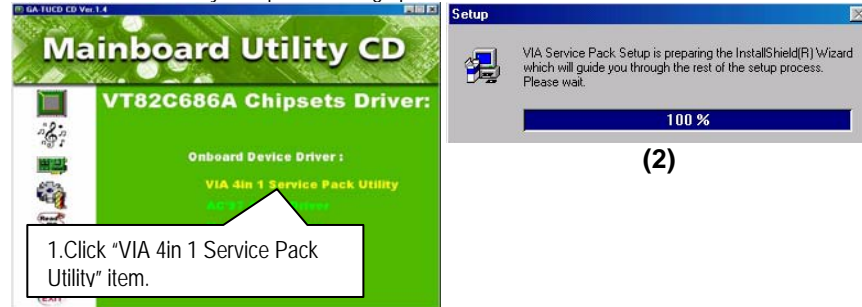 GA-TUCD CD Ver.1.4
Mainboard Utility CD
VT82C686A Chipsets Driver:
Onboard Device Driver :
VIA 4in 1 Service Pack Utility
1.Click “VIA 4in 1 Service Pack
Utility” item.
Setup
VIA Service Pack Setup is preparing the InstallShield(R) Wizard
which will guide you through the rest of the setup process.
Please wait.
100 %
(2)